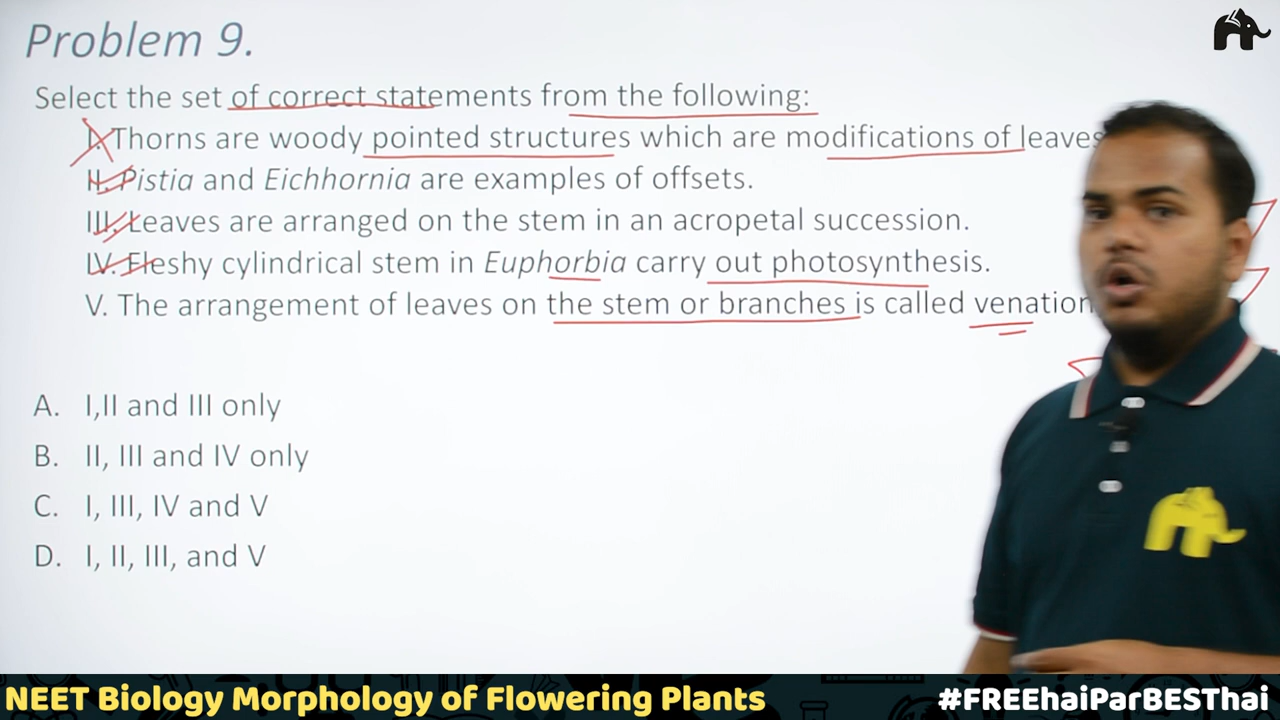 Problem 9.
Select the set of correct statements from the following:
I. Thorns are woody pointed structures which are modifications of leaves
II. Pistia and Eichhornia are examples of offsets.
III. Leaves are arranged on the stem in an acropetal succession.
IV. Fleshy cylindrical stem in Euphorbia carry out photosynthesis.
V. The arrangement of leaves on the stem or branches is called venation
A. I,II and III only
B. II, III and IV only
C. I, III, IV and V
D. I, II, III, and V
NEET Biology Morphology of Flowering Plants
#FREEhaiParBESThai